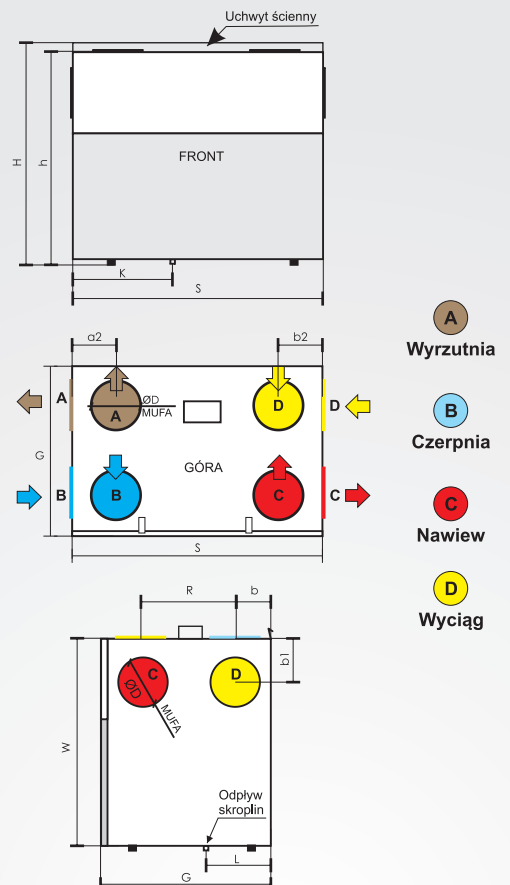 Uchwyt ścienny
FRONT
H
h
K
S
a2
b2
A
A
ØD
MUFA
D
D
G
GÓRA
B
B
C
C
S
A
Wyrzutnia
B
Czerpnia
C
Nawiew
D
Wyciąg
R
b
b1
C
ØD
MUFA
D
W
Odpływ
skroplin
L
G